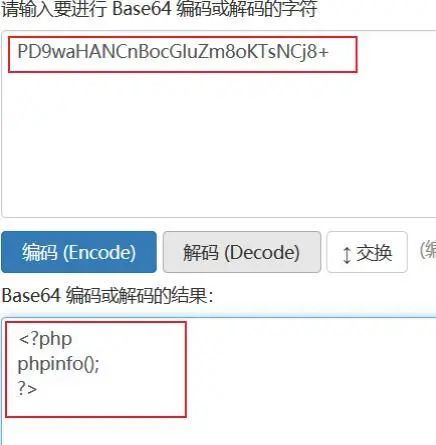 请输入要进行 Base64 编码或解码的字符
PD9waHANCnBocGluZm8oKTsNCj8+
编码 (Encode) 解码 (Decode) ↕ 交换 (编
Base64 编码或解码的结果：
<?php
phpinfo();
?>